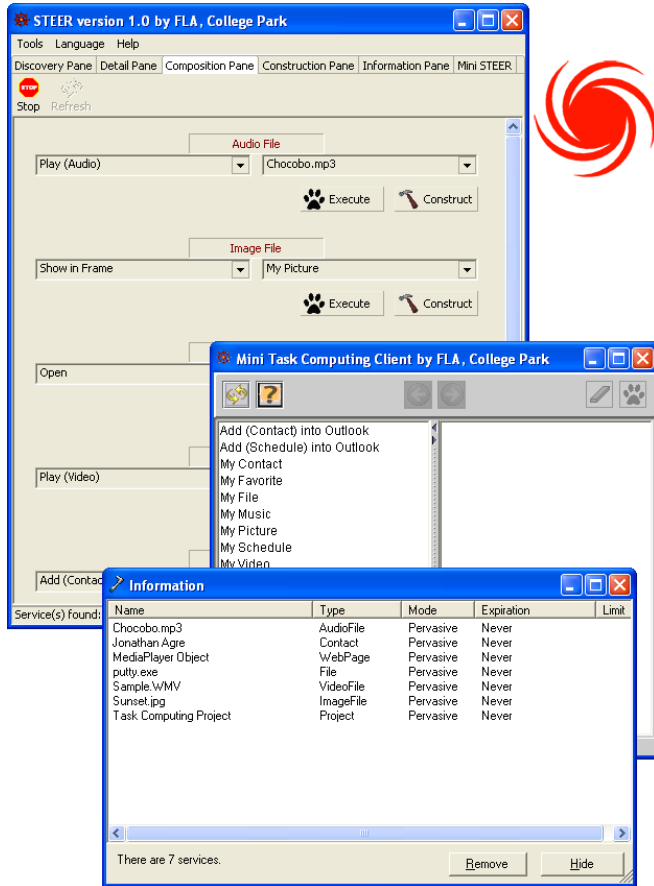 STEER version 1.0 by FLA, College Park
Tools Language Help
Discovery Pane Detail Pane Composition Pane Construction Pane Information Pane Mini STEER
STOP
Stop Refresh
Audio File
Play (Audio) Chocobo.mp3
Execute Construct
Image File
Show in Frame My Picture
Execute Construct
Open
Play (Video)
Add (Contac
Service(s) found:
Mini Task Computing Client by FLA, College Park
?
Add (Contact) into Outlook
Add (Schedule) into Outlook
My Contact
My Favorite
My File
My Music
My Picture
My Schedule
My Video
Information
Name Type Mode Expiration Limit
Chocobo.mp3 AudioFile Pervasive Never
Jonathan Agre Contact Pervasive Never
MediaPlayer Object WebPage Pervasive Never
putty.exe File Pervasive Never
Sample.WMV VideoFile Pervasive Never
Sunset.jpg ImageFile Pervasive Never
Task Computing Project Project Pervasive Never
There are 7 services.
Remove Hide